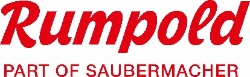 Rumpold
PART OF SAUBERMACHER